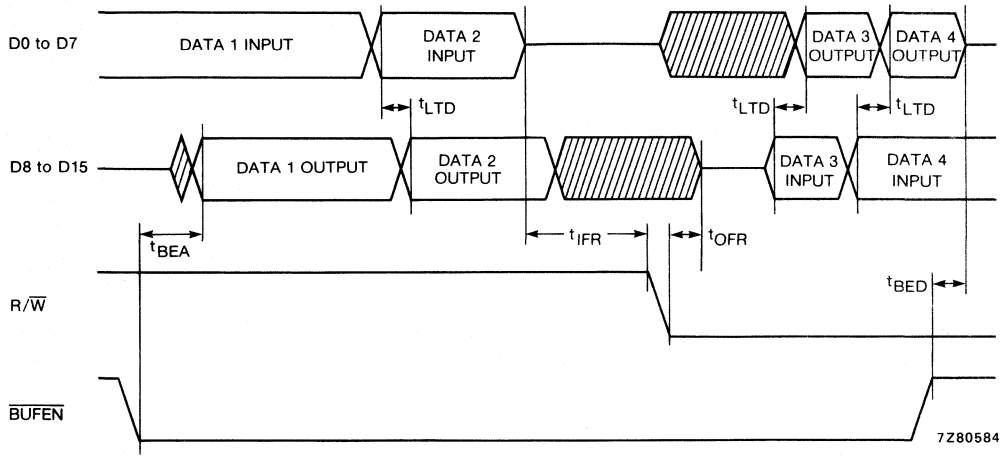 D0 to D7
DATA 1 INPUT
DATA 2
INPUT
DATA 3
OUTPUT
DATA 4
OUTPUT
tLTD
tLTD
tLTD
D8 to D15
DATA 1 OUTPUT
DATA 2
OUTPUT
DATA 3
INPUT
DATA 4
INPUT
tBEA
tIFR
tOFR
tBED
R/W̅
B̅U̅F̅E̅N̅
7Z80584